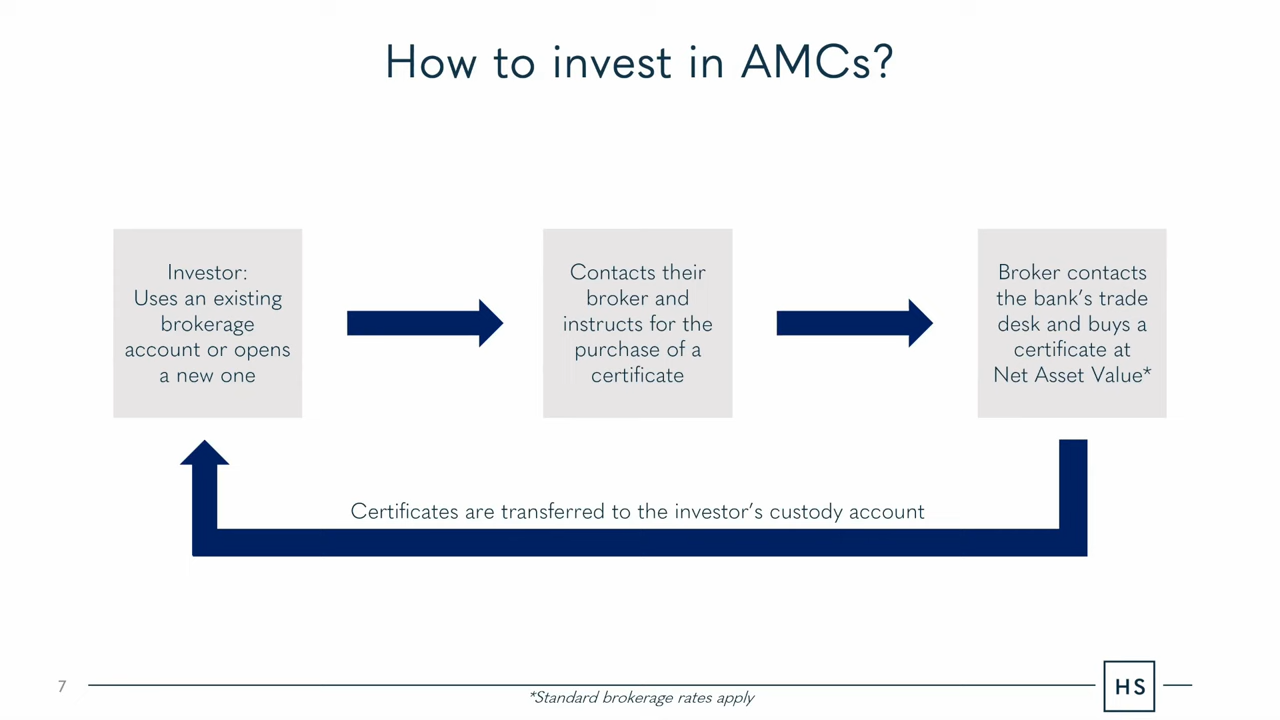 How to invest in AMCs?
Investor:
Uses an existing
brokerage
account or opens
a new one
Contacts their
broker and
instructs for the
purchase of a
certificate
Broker contacts
the bank's trade
desk and buys a
certificate at
Net Asset Value*
Certificates are transferred to the investor's custody account
7
*Standard brokerage rates apply
HS